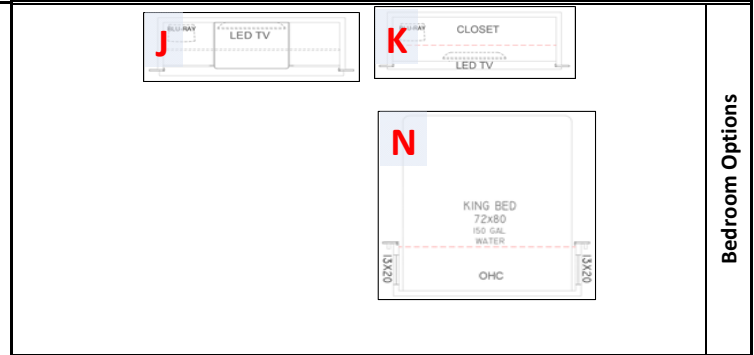 J
BLU-RAY
LED TV
K
BLU-RAY
CLOSET
LED TV
N
KING BED
72x80
150 GAL
WATER
13X20
OHC
13X20
Bedroom Options